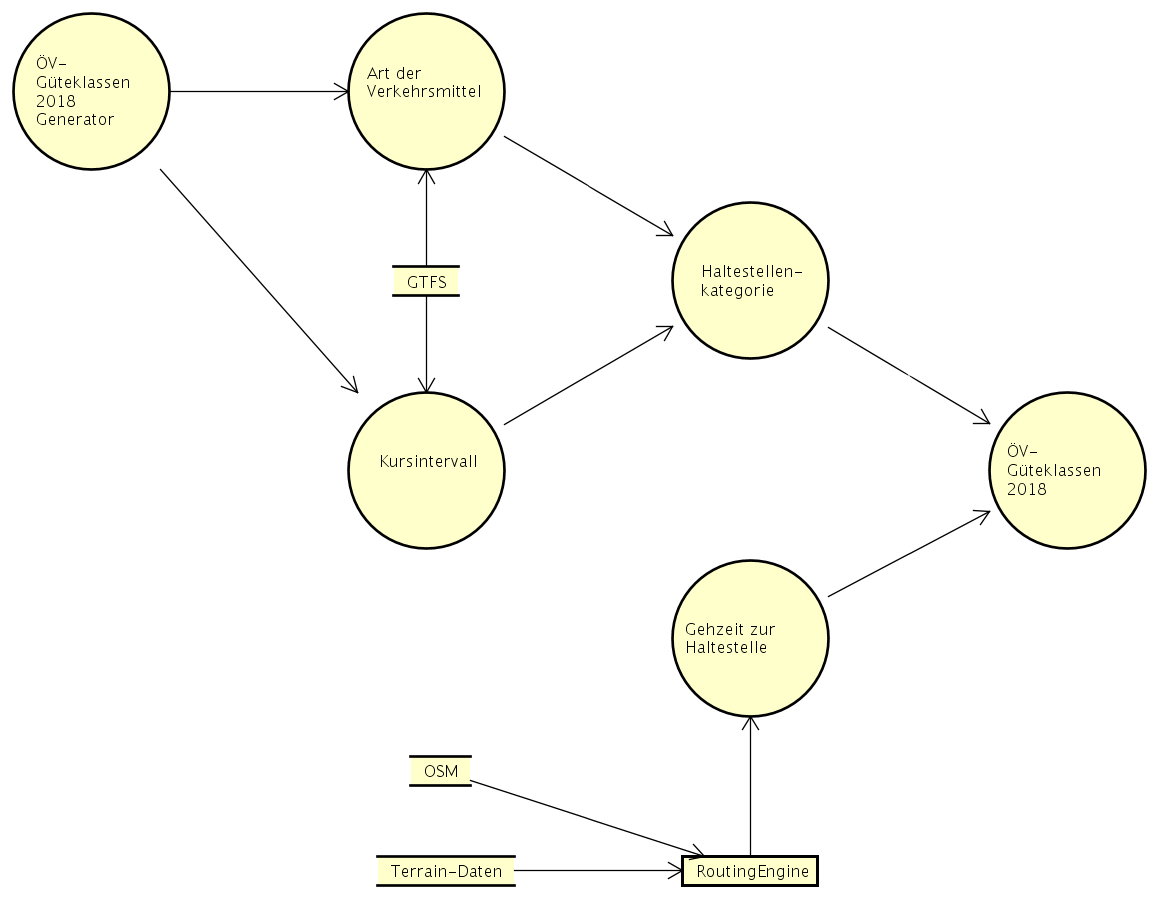 ÖV-
Güteklassen
2018
Generator
Art der
Verkehrsmittel
GTFS
Haltestellen-
kategorie
Kursintervall
ÖV-
Güteklassen
2018
Gehzeit zur
Haltestelle
OSM
Terrain-Daten
RoutingEngine